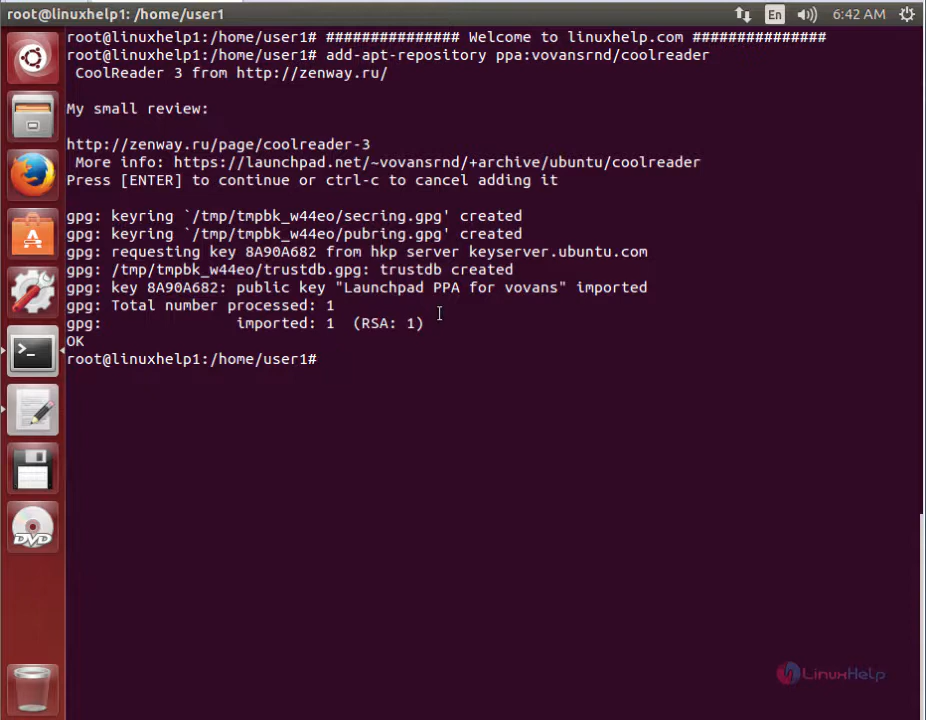 root@linuxhelp1: /home/user1
En
6:42 AM
root@linuxhelp1:/home/user1# ############### Welcome to linuxhelp.com ###############
root@linuxhelp1:/home/user1# add-apt-repository ppa:vovansrnd/coolreader
 CoolReader 3 from http://zenway.ru/
My small review:
http://zenway.ru/page/coolreader-3
 More info: https://launchpad.net/~vovansrnd/+archive/ubuntu/coolreader
Press [ENTER] to continue or ctrl-c to cancel adding it
gpg: keyring `/tmp/tmpbk_w44eo/secring.gpg' created
gpg: keyring `/tmp/tmpbk_w44eo/pubring.gpg' created
gpg: requesting key 8A90A682 from hkp server keyserver.ubuntu.com
gpg: /tmp/tmpbk_w44eo/trustdb.gpg: trustdb created
gpg: key 8A90A682: public key "Launchpad PPA for vovans" imported
gpg: Total number processed: 1
gpg:               imported: 1  (RSA: 1)
OK
root@linuxhelp1:/home/user1#
DVD
LinuxHelp